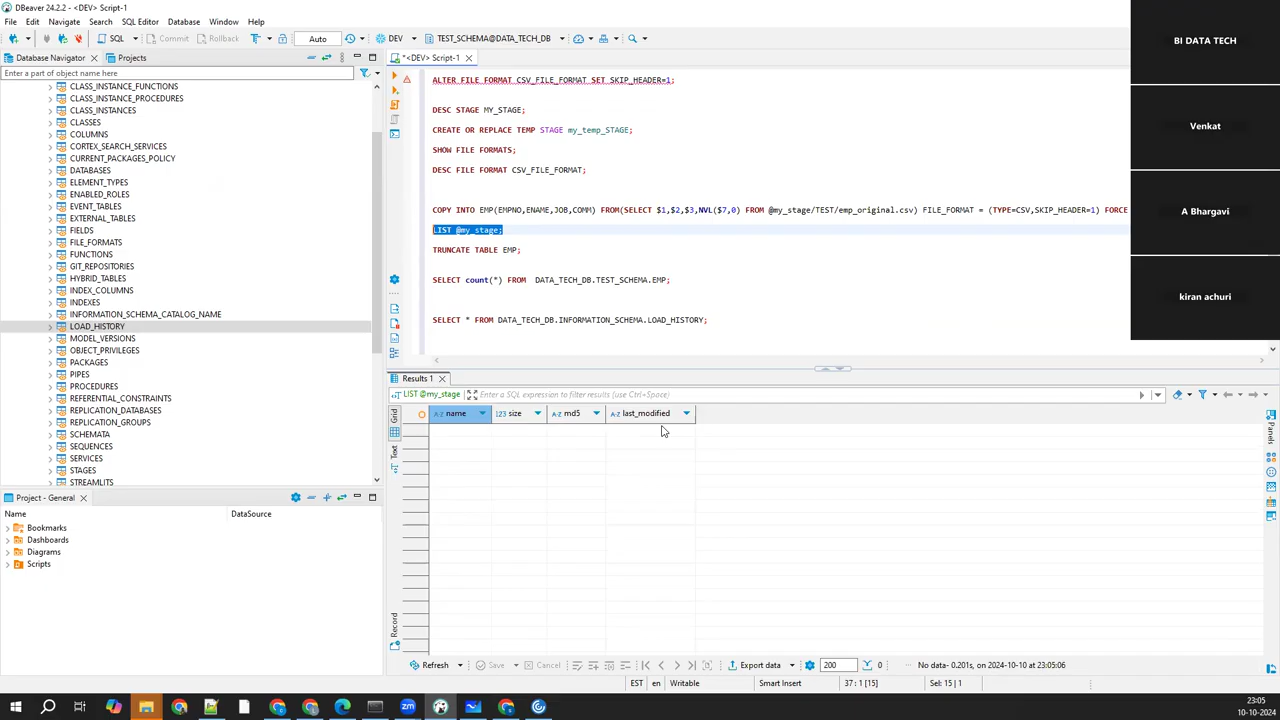 DBeaver 24.2.2 - <DEV> Script-1
File Edit Navigate Search SQL Editor Database Window Help
SQL Commit Rollback Auto DEV TEST_SCHEMA@DATA_TECH_DB
Database Navigator Projects
Enter a part of object name here
CLASS_INSTANCE_FUNCTIONS
CLASS_INSTANCE_PROCEDURES
CLASS_INSTANCES
CLASSES
COLUMNS
CORTEX_SEARCH_SERVICES
CURRENT_PACKAGES_POLICY
DATABASES
ELEMENT_TYPES
ENABLED_ROLES
EVENT_TABLES
EXTERNAL_TABLES
FIELDS
FILE_FORMATS
FUNCTIONS
GIT_REPOSITORIES
HYBRID_TABLES
INDEX_COLUMNS
INDEXES
INFORMATION_SCHEMA_CATALOG_NAME
LOAD_HISTORY
MODEL_VERSIONS
OBJECT_PRIVILEGES
PACKAGES
PIPES
PROCEDURES
REFERENTIAL_CONSTRAINTS
REPLICATION_DATABASES
REPLICATION_GROUPS
SCHEMATA
SEQUENCES
SERVICES
STAGES
STREAMLITS
Project - General
Name DataSource
Bookmarks
Dashboards
Diagrams
Scripts
*<DEV> Script-1
ALTER FILE FORMAT CSV_FILE_FORMAT SET SKIP_HEADER=1;
DESC STAGE MY_STAGE;
CREATE OR REPLACE TEMP STAGE my_temp_STAGE;
SHOW FILE FORMATS;
DESC FILE FORMAT CSV_FILE_FORMAT;
COPY INTO EMP(EMPNO,ENAME,JOB,COMM) FROM(SELECT $1,$2,$3,NVL($7,0) FROM @my_stage/TEST/emp_original.csv) FILE_FORMAT = (TYPE=CSV,SKIP_HEADER=1) FORCE
LIST @my_stage;
TRUNCATE TABLE EMP;
SELECT count(*) FROM DATA_TECH_DB.TEST_SCHEMA.EMP;
SELECT * FROM DATA_TECH_DB.INFORMATION_SCHEMA.LOAD_HISTORY;
Results 1
LIST @my_stage Enter a SQL expression to filter results (use Ctrl+Space)
Grid
Text
Record
Panels
A-Z name 123 size A-Z md5 A-Z last_modified
Refresh Save Cancel Export data 200 0 No data- 0.201s, on 2024-10-10 at 23:05:06
EST en Writable Smart Insert 37 : 1 [15] Sel: 15 | 1
BI DATA TECH
Venkat
A Bhargavi
kiran achuri
zm
23:05
10-10-2024